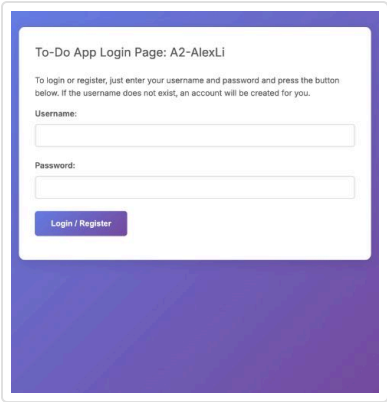 To-Do App Login Page: A2-AlexLi
To login or register, just enter your username and password and press the button
below. If the username does not exist, an account will be created for you.
Username:
Password:
Login / Register